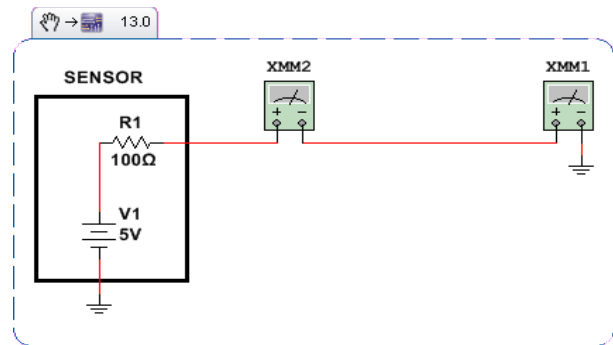 13.0
SENSOR
XMM2
XMM1
R1
100Ω
V1
5V